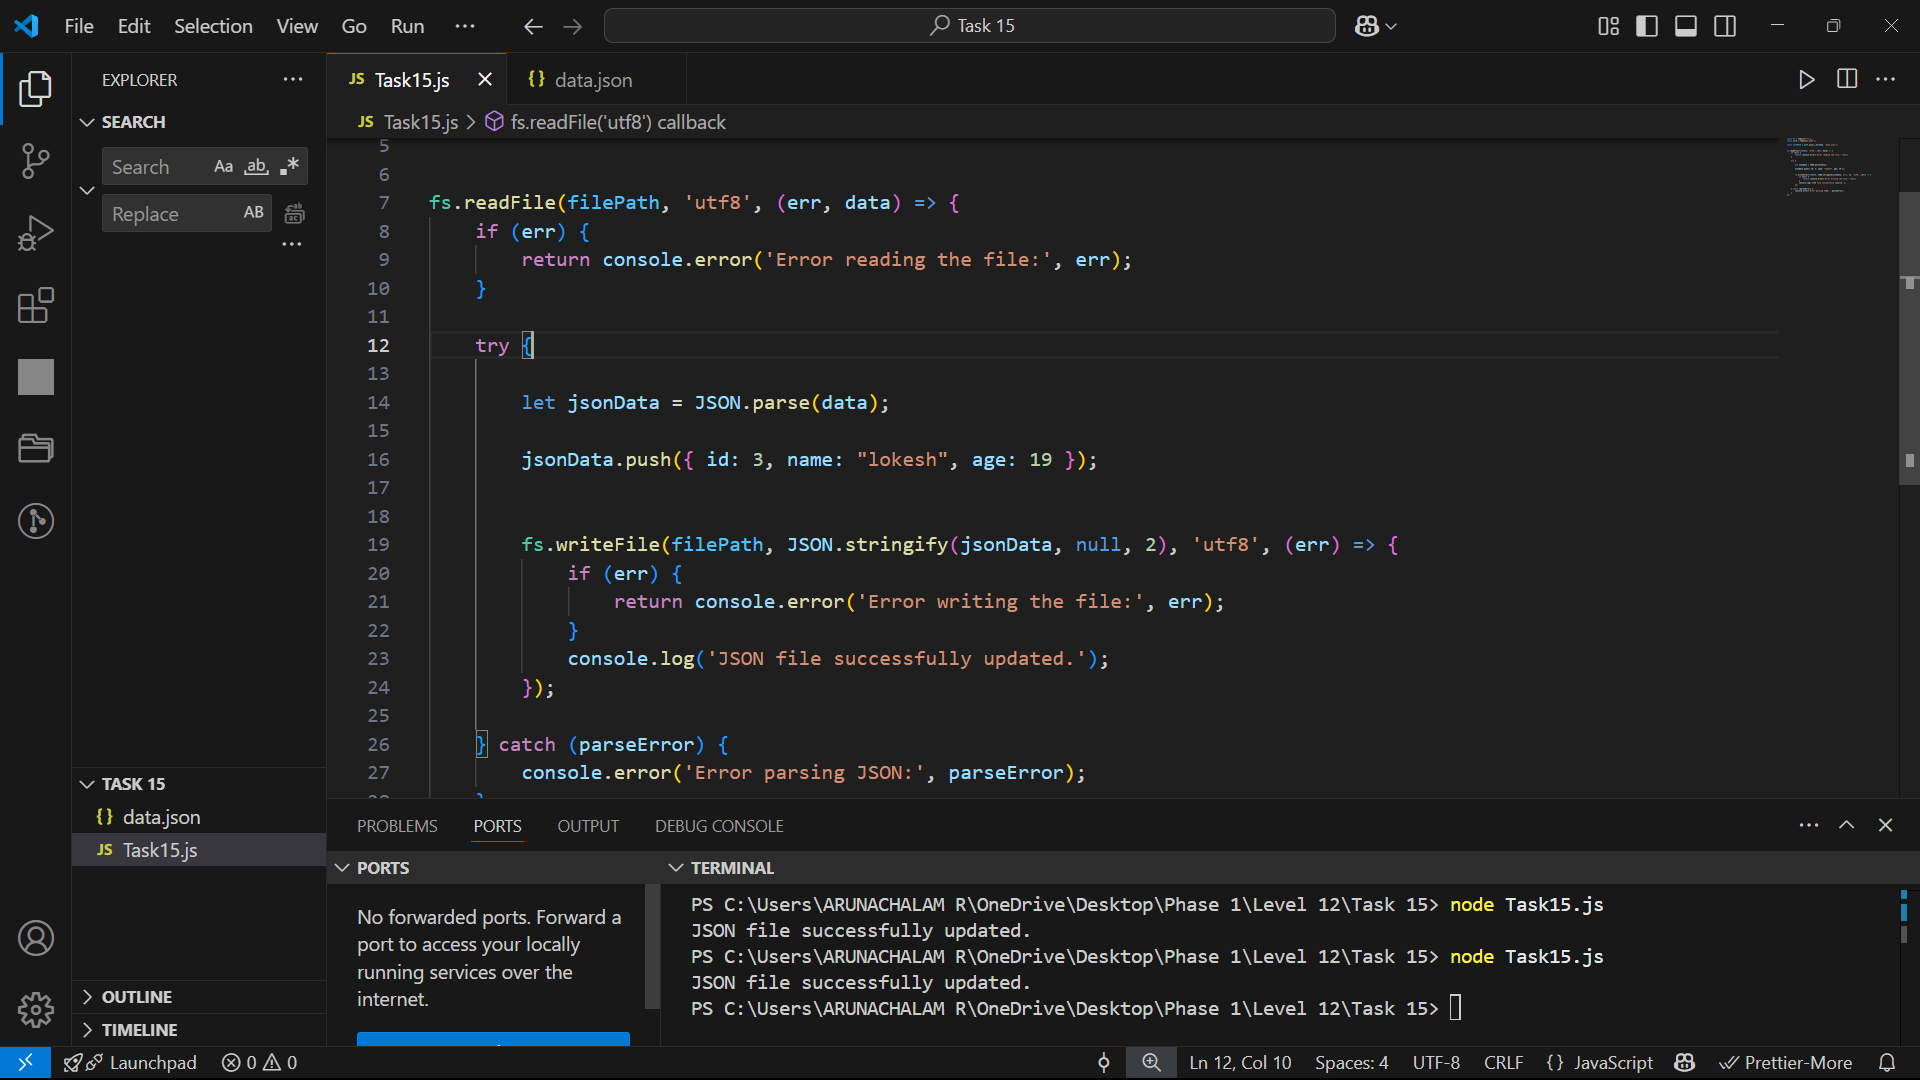 File Edit Selection View Go Run ··· Task 15
EXPLORER ···
SEARCH
Search Aa ab .*
Replace AB
···
TASK 15
{} data.json
JS Task15.js
OUTLINE
TIMELINE
JS Task15.js {} data.json
JS Task15.js > fs.readFile('utf8') callback
5
6
7 fs.readFile(filePath, 'utf8', (err, data) => {
8 if (err) {
9 return console.error('Error reading the file:', err);
10 }
11
12 try {
13
14 let jsonData = JSON.parse(data);
15
16 jsonData.push({ id: 3, name: "lokesh", age: 19 });
17
18
19 fs.writeFile(filePath, JSON.stringify(jsonData, null, 2), 'utf8', (err) => {
20 if (err) {
21 return console.error('Error writing the file:', err);
22 }
23 console.log('JSON file successfully updated.');
24 });
25
26 } catch (parseError) {
27 console.error('Error parsing JSON:', parseError);
PROBLEMS PORTS OUTPUT DEBUG CONSOLE
PORTS
No forwarded ports. Forward a
port to access your locally
running services over the
internet.
TERMINAL
PS C:\Users\ARUNACHALAM R\OneDrive\Desktop\Phase 1\Level 12\Task 15> node Task15.js
JSON file successfully updated.
PS C:\Users\ARUNACHALAM R\OneDrive\Desktop\Phase 1\Level 12\Task 15> node Task15.js
JSON file successfully updated.
PS C:\Users\ARUNACHALAM R\OneDrive\Desktop\Phase 1\Level 12\Task 15>
Launchpad 0 0 Ln 12, Col 10 Spaces: 4 UTF-8 CRLF {} JavaScript Prettier-More